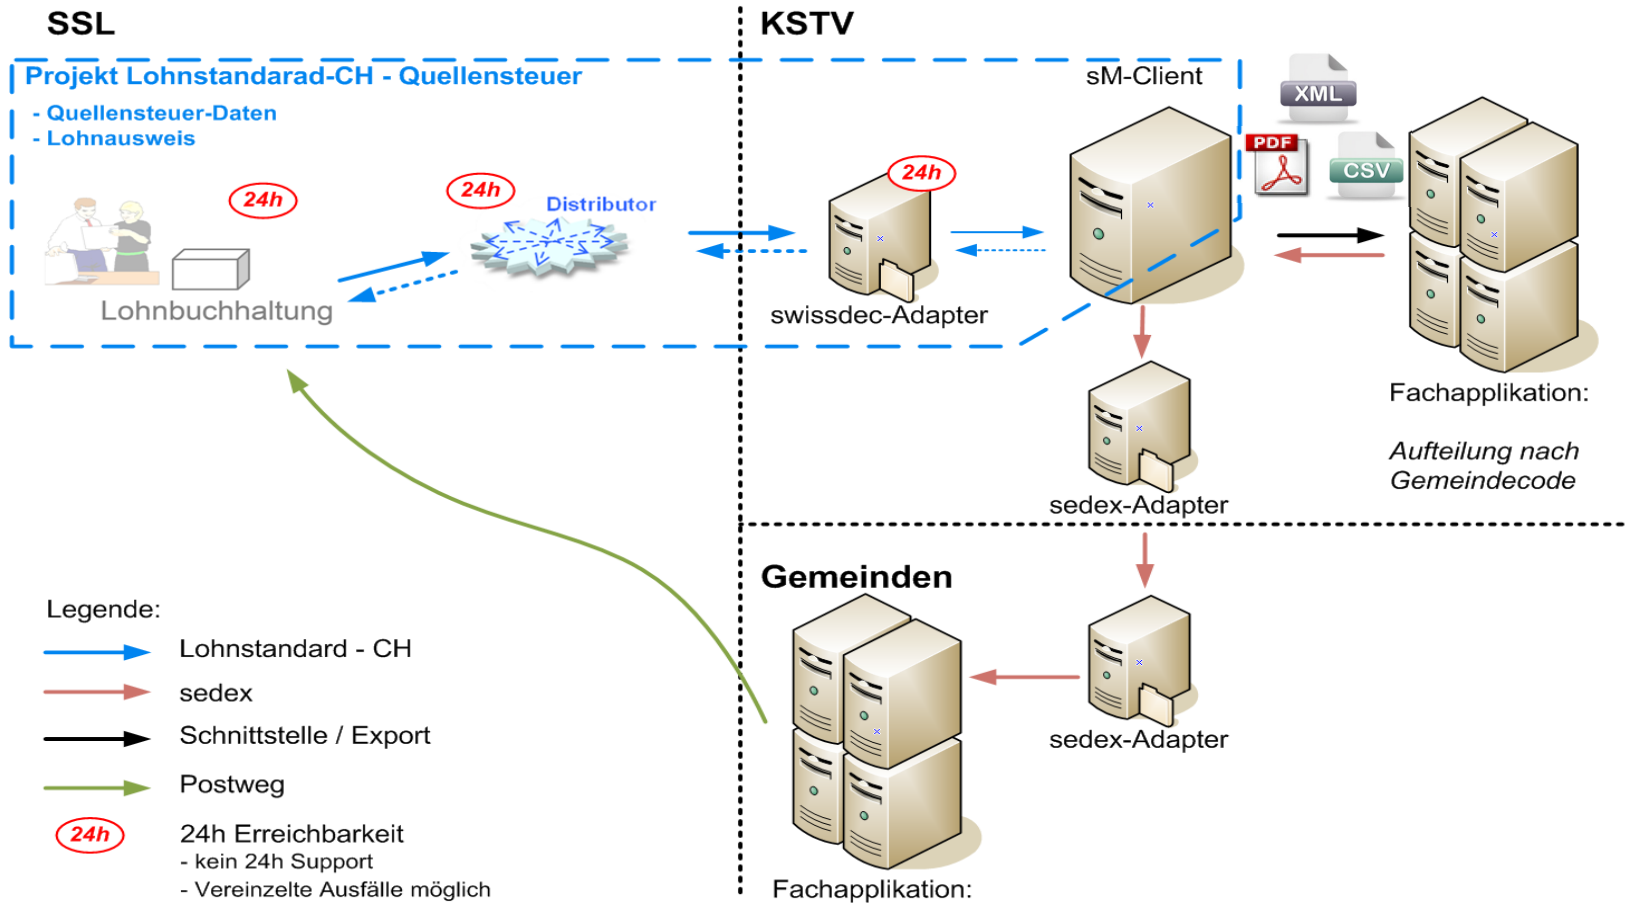 SSL
KSTV
Projekt Lohnstandarad-CH - Quellensteuer
- Quellensteuer-Daten
- Lohnausweis
sM-Client
XML
PDF
CSV
24h
24h
24h
Distributor
Lohnbuchhaltung
swissdec-Adapter
Fachapplikation:
Aufteilung nach
Gemeindecode
sedex-Adapter
Gemeinden
sedex-Adapter
Fachapplikation:
Legende:
Lohnstandard - CH
sedex
Schnittstelle / Export
Postweg
24h
24h Erreichbarkeit
- kein 24h Support
- Vereinzelte Ausfälle möglich